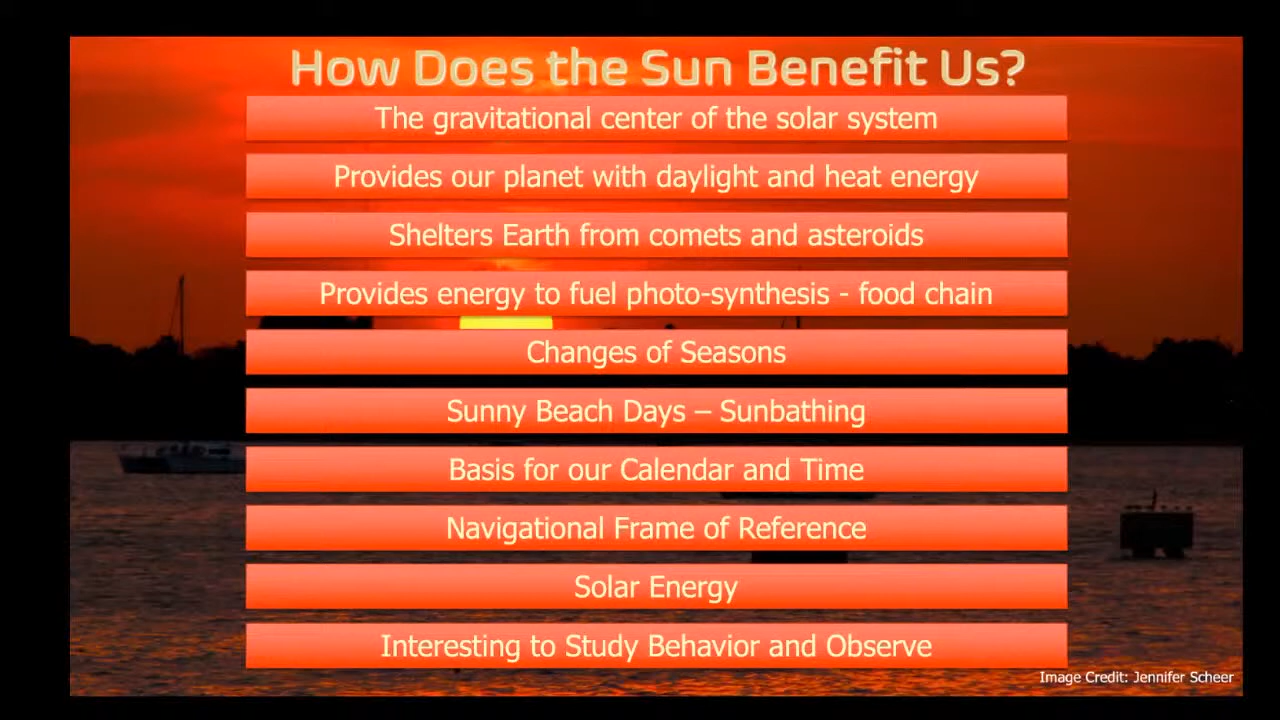 How Does the Sun Benefit Us?
The gravitational center of the solar system
Provides our planet with daylight and heat energy
Shelters Earth from comets and asteroids
Provides energy to fuel photo-synthesis - food chain
Changes of Seasons
Sunny Beach Days – Sunbathing
Basis for our Calendar and Time
Navigational Frame of Reference
Solar Energy
Interesting to Study Behavior and Observe
Image Credit: Jennifer Scheer